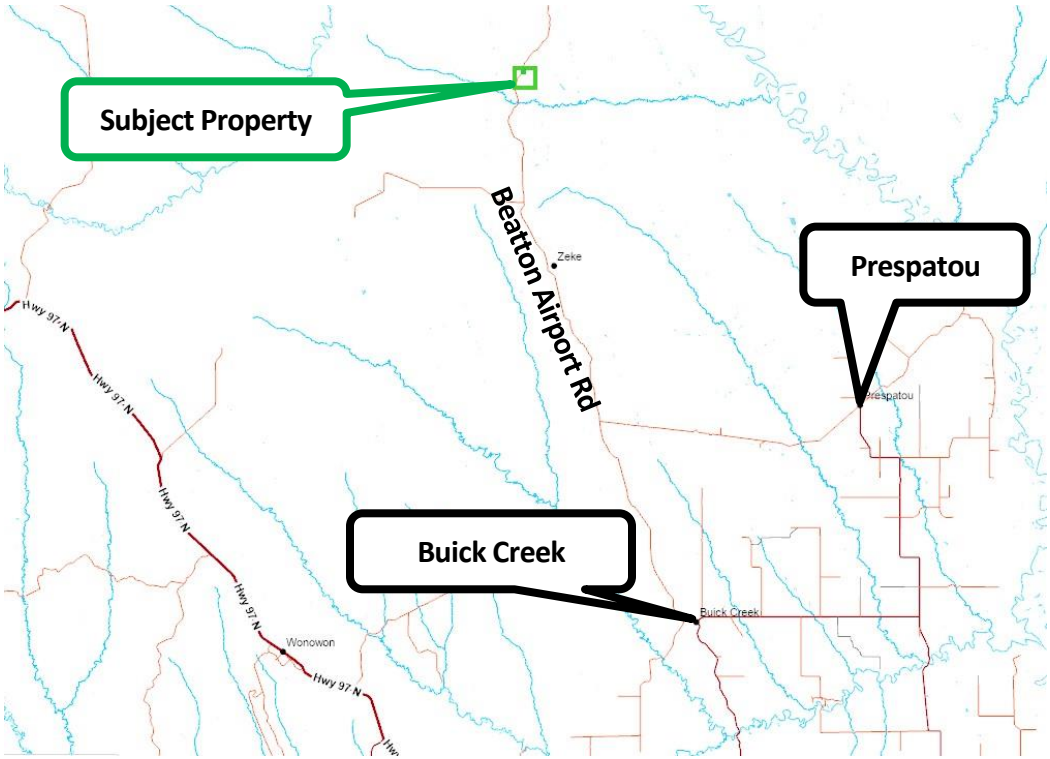 Subject Property
Beatton Airport Rd
Zeke
Prespatou
Hwy 97-N
Hwy 97-N
Prespatou
Hwy 97 N
Buick Creek
Hwy 97 N
Buick Creek
Wonowon
Hwy 97 N
Hwy